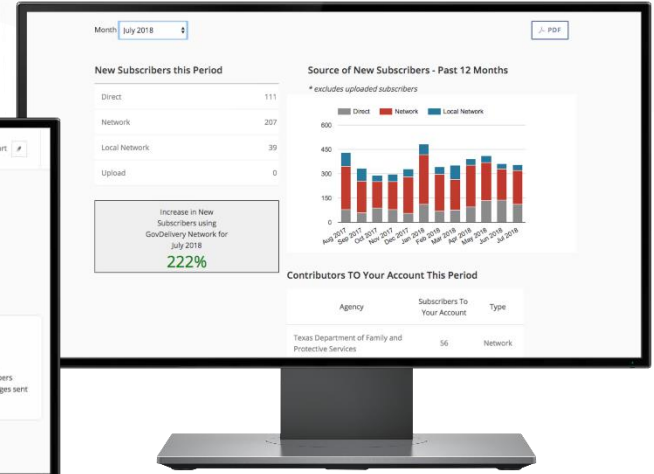 Month July 2018
PDF
New Subscribers this Period
Direct 111
Network 207
Local Network 39
Upload 0
Increase in New
Subscribers using
GovDelivery Network for
July 2018
222%
Source of New Subscribers - Past 12 Months
* excludes uploaded subscribers
Direct Network Local Network
600
450
300
150
0
Aug 2017 Sep 2017 Oct 2017 Nov 2017 Dec 2017 Jan 2018 Feb 2018 Mar 2018 Apr 2018 May 2018 Jun 2018 Jul 2018
Contributors TO Your Account This Period
Agency
Subscribers To
Your Account
Type
Texas Department of Family and
Protective Services
56 Network